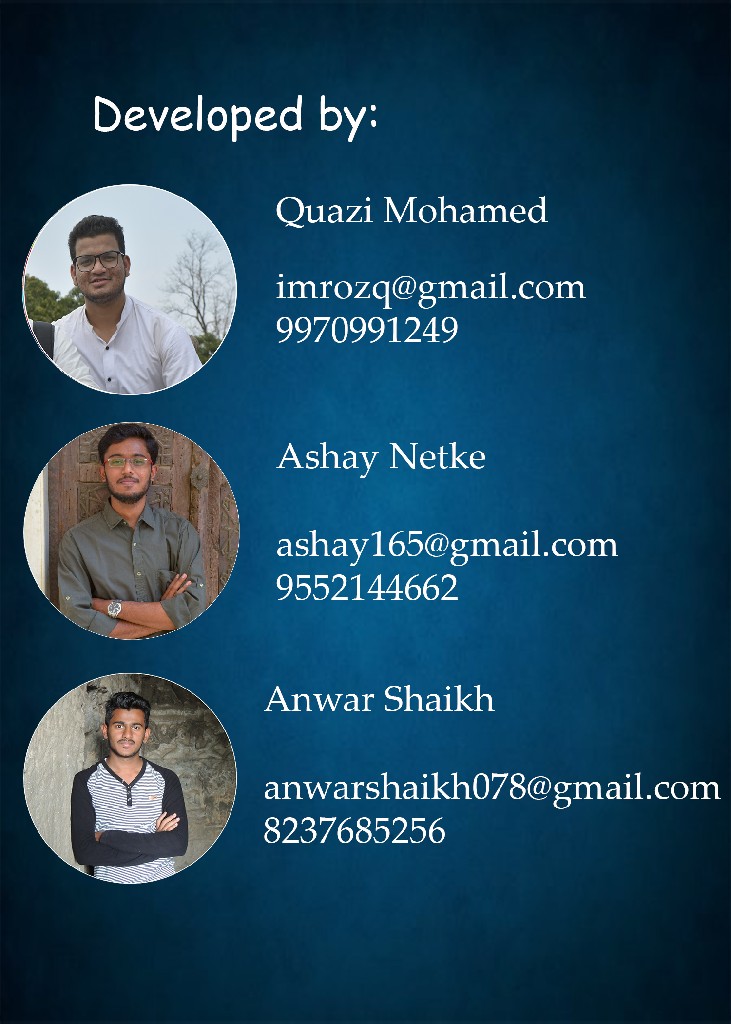 Developed by:
Quazi Mohamed
imrozq@gmail.com
9970991249
Ashay Netke
ashay165@gmail.com
9552144662
Anwar Shaikh
anwarshaikh078@gmail.com
8237685256